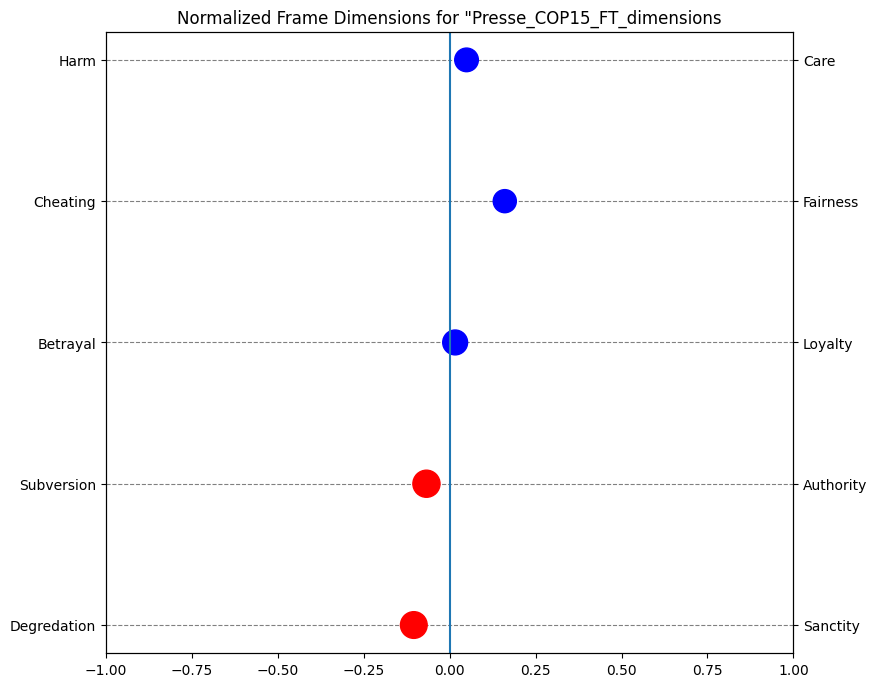 Normalized Frame Dimensions for "Presse_COP15_FT_dimensions
Harm
Care
Cheating
Fairness
Betrayal
Loyalty
Subversion
Authority
Degredation
Sanctity
−1.00 −0.75 −0.50 −0.25 0.00 0.25 0.50 0.75 1.00